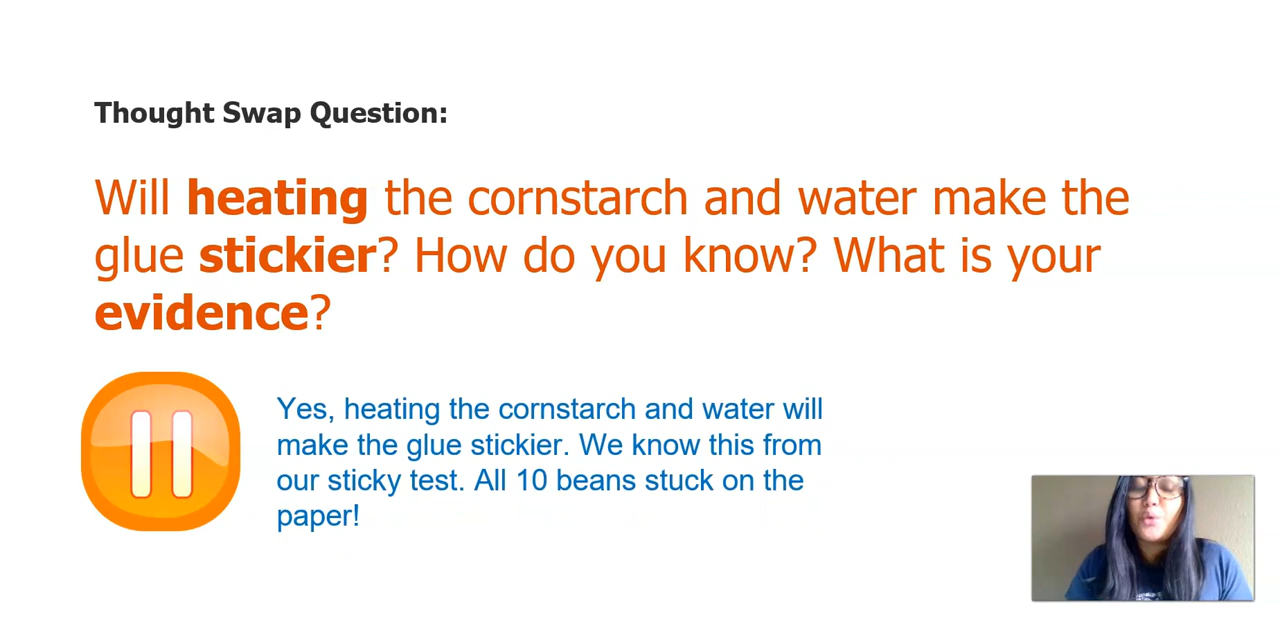 Thought Swap Question:
Will heating the cornstarch and water make the
glue stickier? How do you know? What is your
evidence?
Yes, heating the cornstarch and water will
make the glue stickier. We know this from
our sticky test. All 10 beans stuck on the
paper!